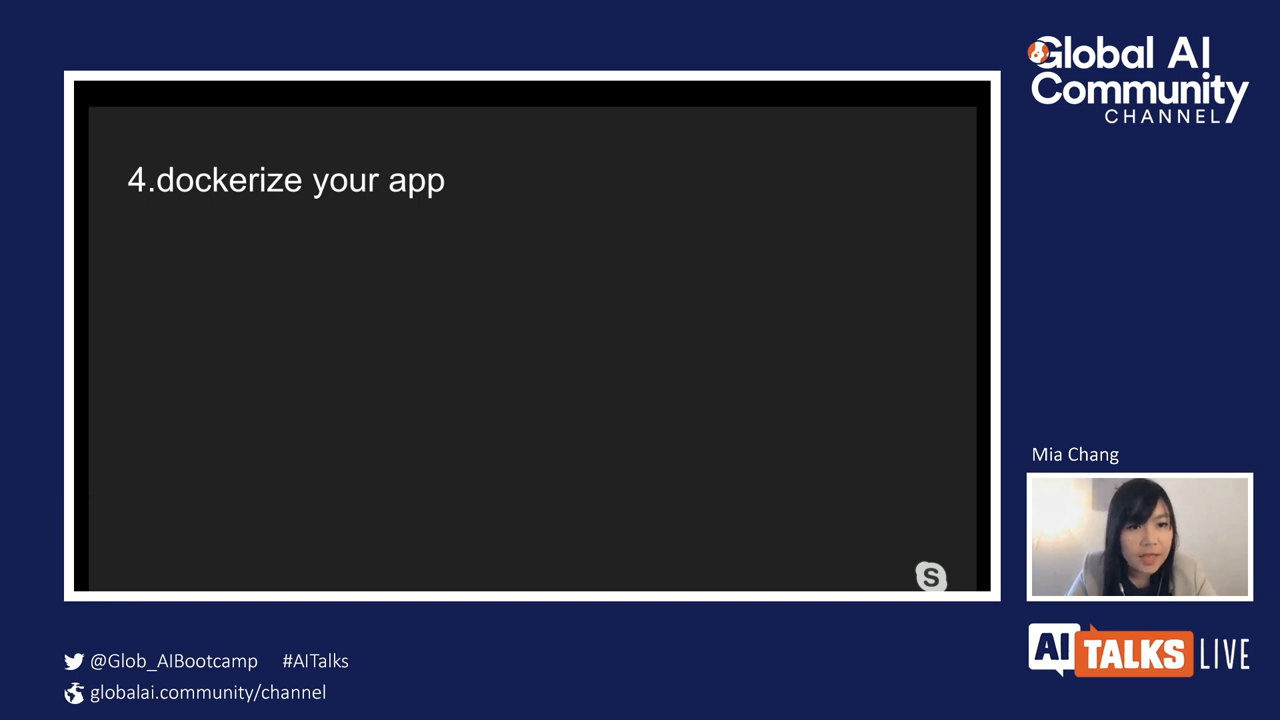 Global AI
Community
CHANNEL
4.dockerize your app
S
Mia Chang
AI TALKS LIVE
@Glob_AIBootcamp #AITalks
globalai.community/channel